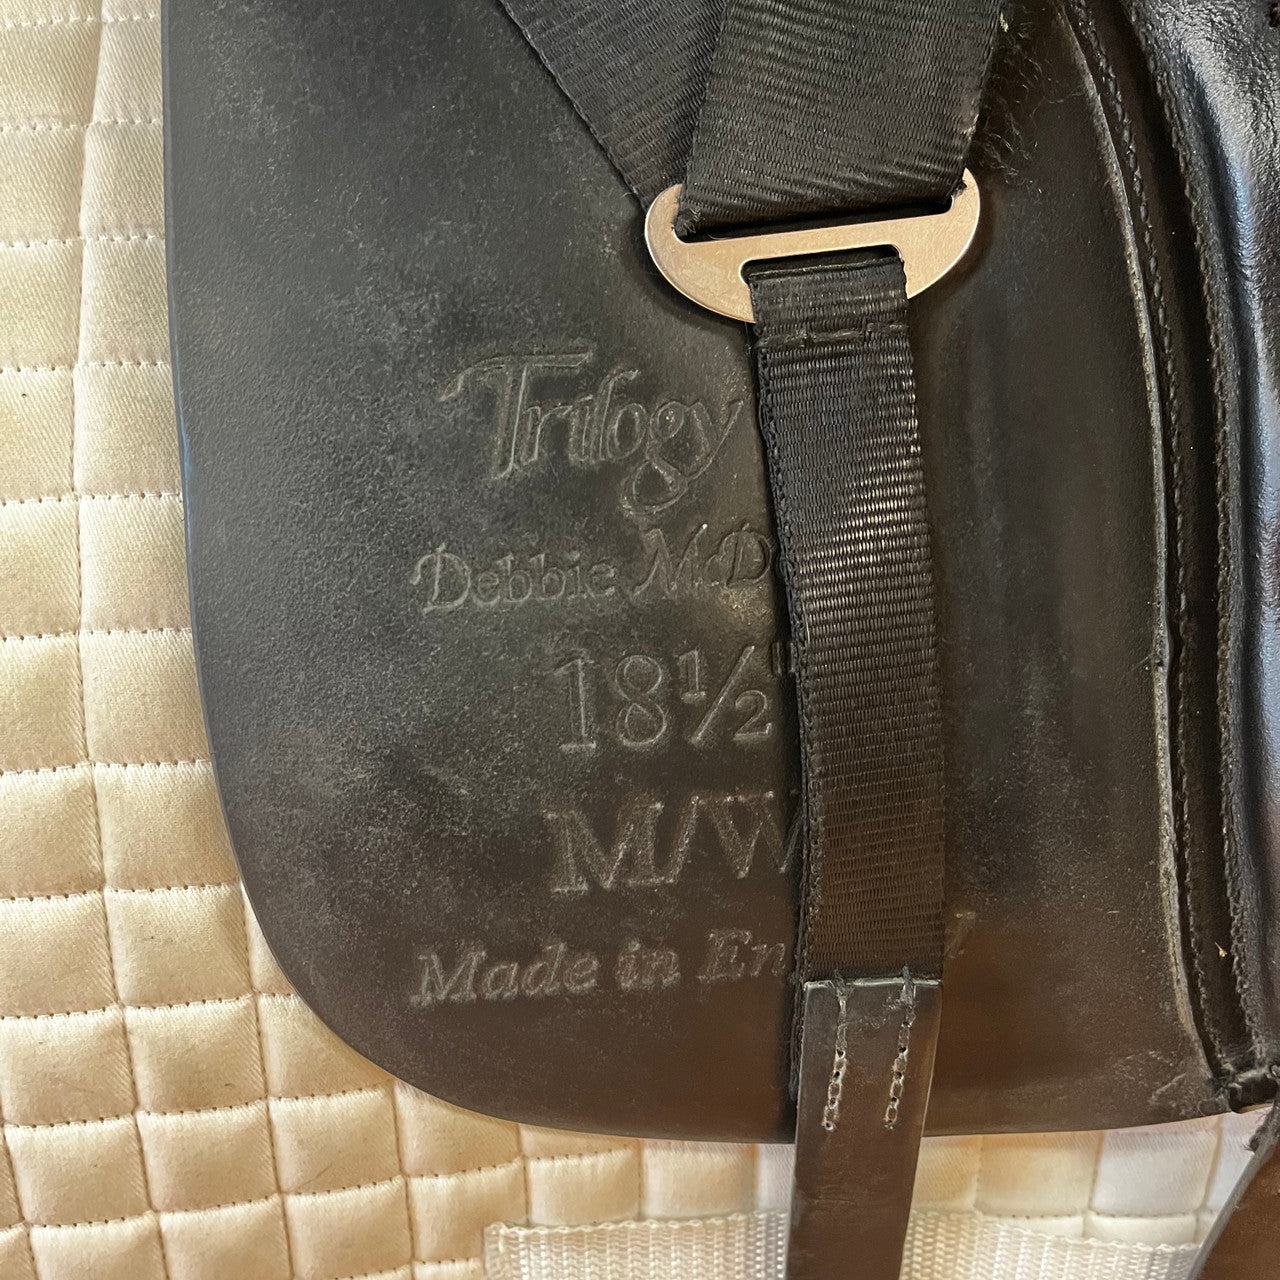 Trilogy
Debbie McD
18½"
M/W
Made in En d